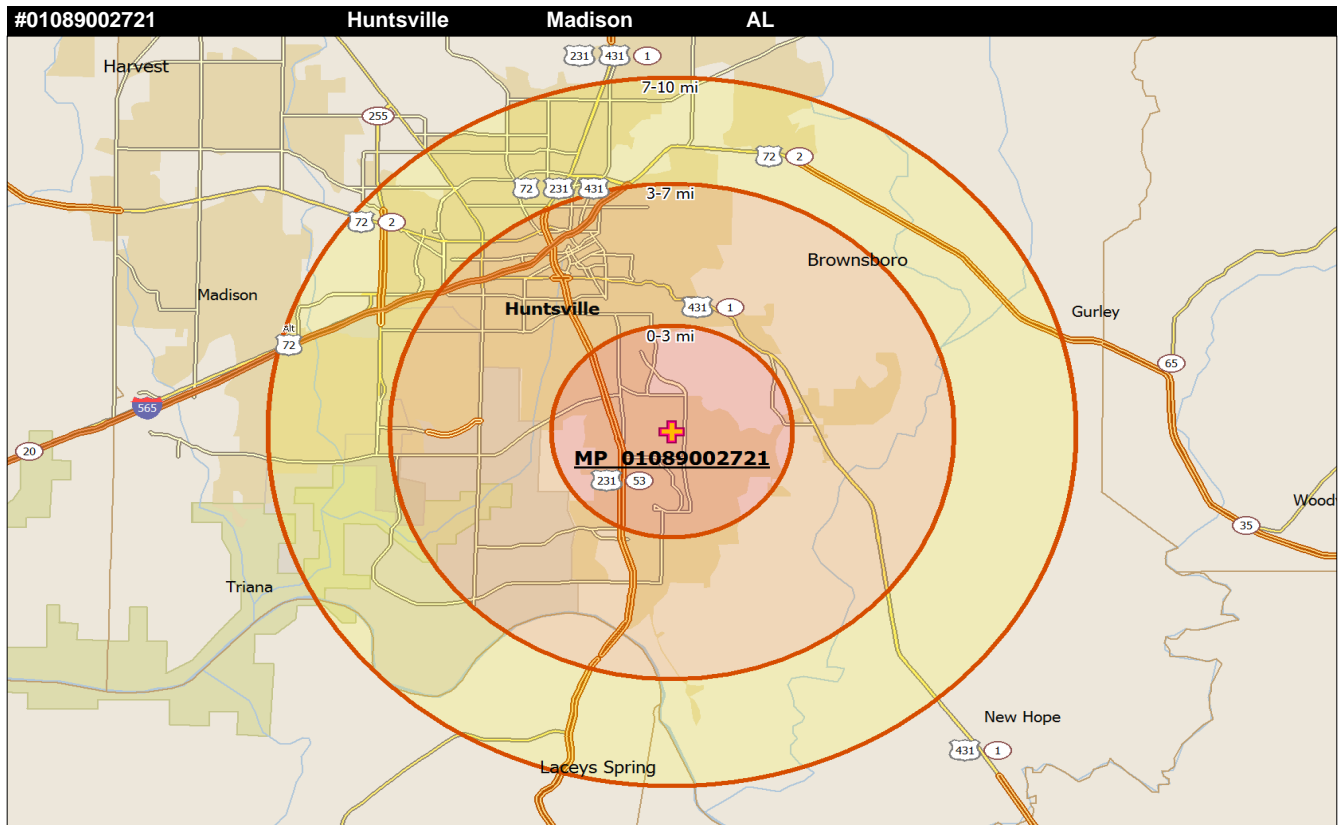 #01089002721 Huntsville Madison AL
231 431 1
Harvest
7-10 mi
255
72 2
72 231 431
3-7 mi
72 2
Brownsboro
Madison
431 1
Huntsville
Gurley
Alt
72
0-3 mi
65
565
20
MP 01089002721
231 53
35
Woodv
Triana
New Hope
431 1
Laceys Spring